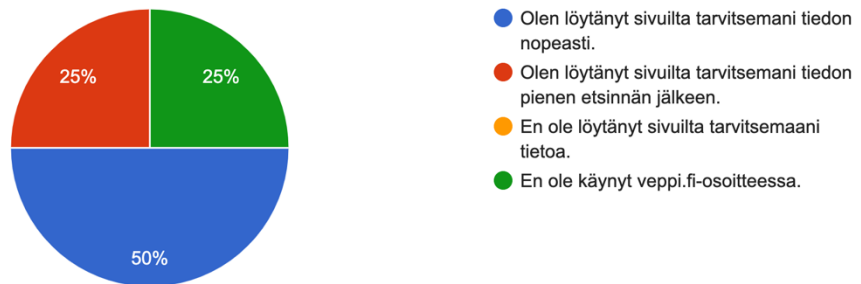 25%
25%
50%
Olen löytänyt sivuilta tarvitsemani tiedon
nopeasti.
Olen löytänyt sivuilta tarvitsemani tiedon
pienen etsinnän jälkeen.
En ole löytänyt sivuilta tarvitsemaani
tietoa.
En ole käynyt veppi.fi-osoitteessa.